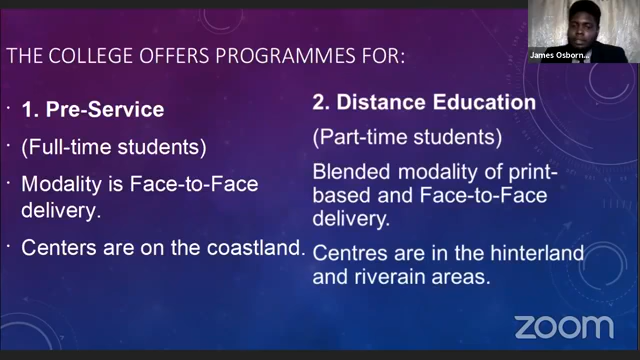 THE COLLEGE OFFERS PROGRAMMES FOR:
1. Pre-Service
(Full-time students)
Modality is Face-to-Face
delivery.
Centers are on the coastland.
2. Distance Education
(Part-time students)
Blended modality of print-
based and Face-to-Face
delivery.
Centres are in the hinterland
and riverain areas.
James Osborn...
zoom